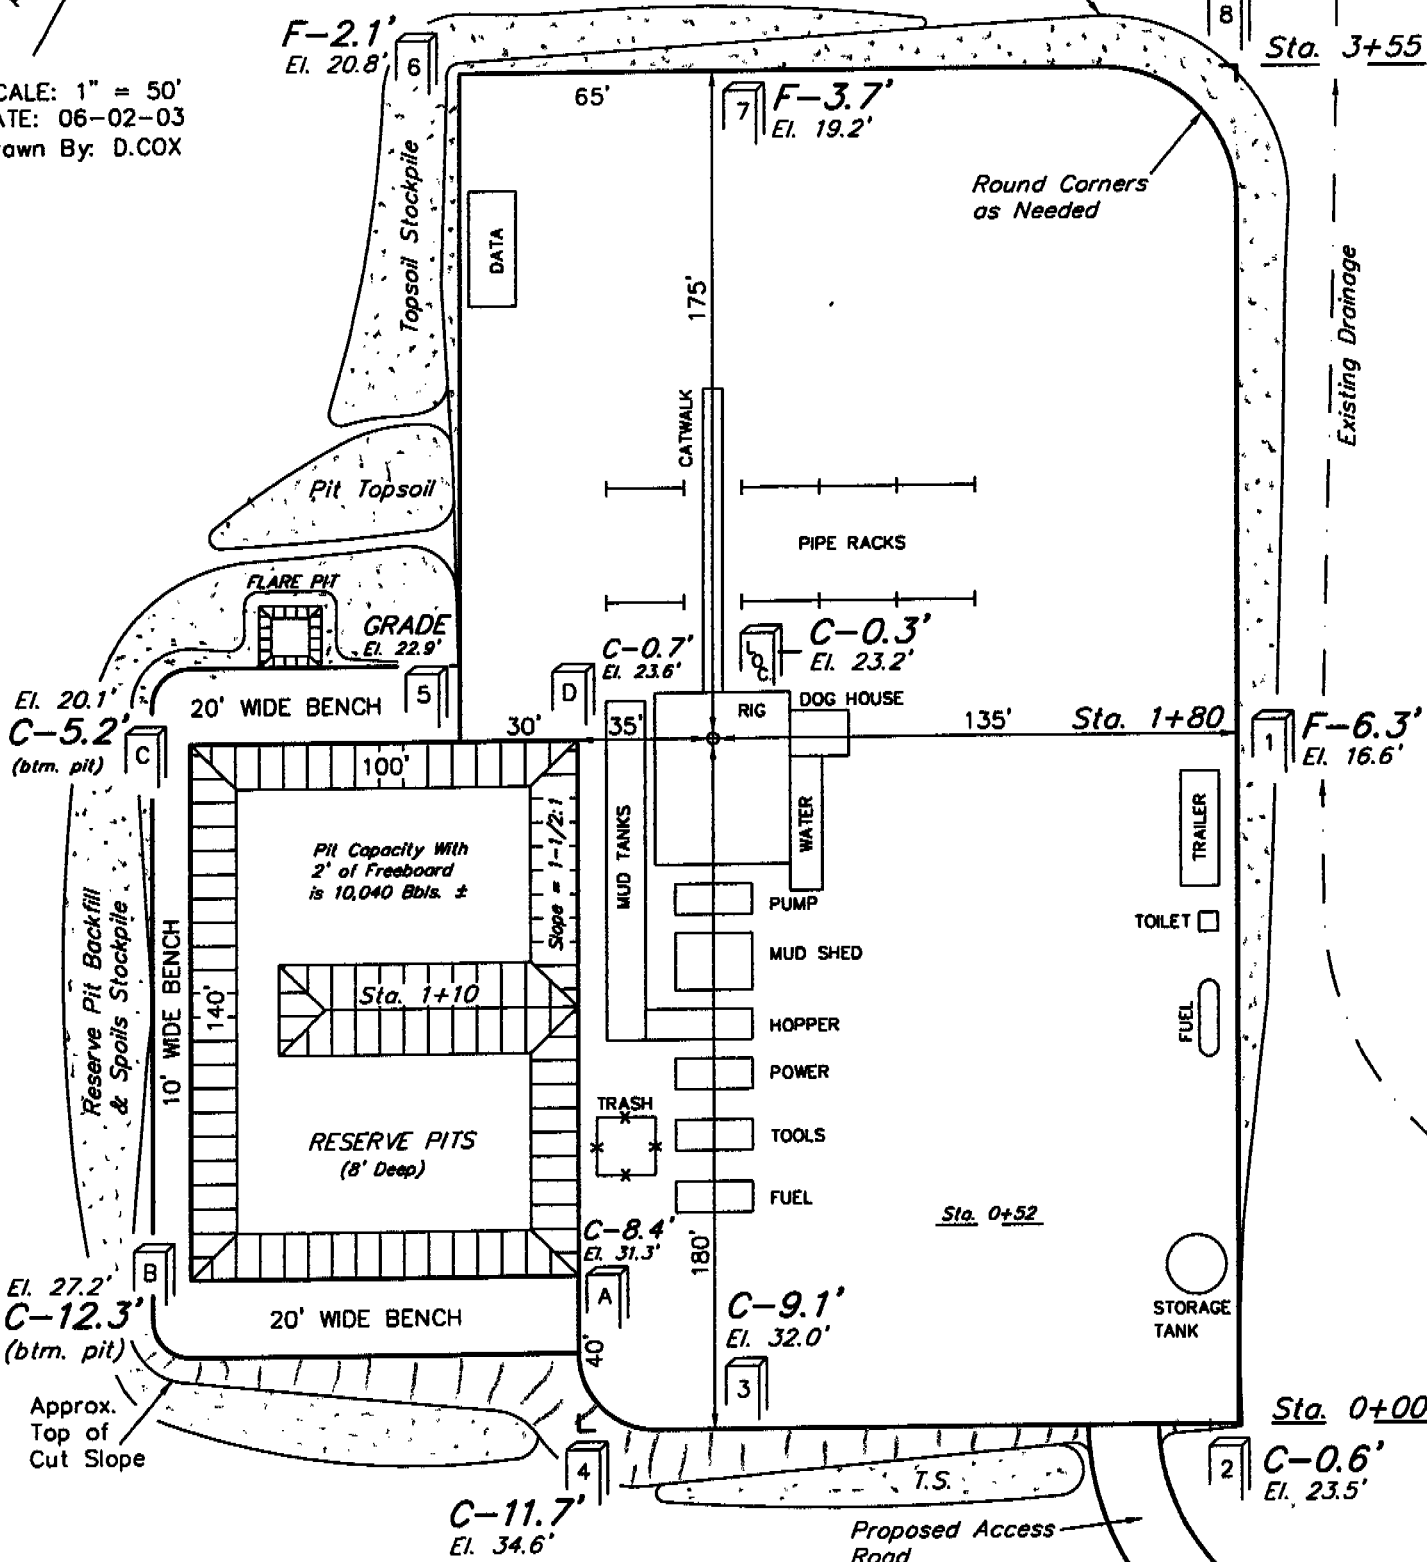 8
F-2.1'
El. 20.8'
6
Sta. 3+55
CALE: 1" = 50'
ATE: 06-02-03
awn By: D.COX
65'
7
F-3.7'
El. 19.2'
Round Corners
as Needed
Topsoil Stockpile
DATA
175'
Existing Drainage
CATWALK
Pit Topsoil
PIPE RACKS
FLARE PIT
GRADE
El. 22.9'
C-0.7'
El. 23.6'
LOC.
C-0.3'
El. 23.2'
El. 20.1'
C-5.2'
(btm. pit)
C
20' WIDE BENCH
5
D
RIG
DOG HOUSE
30'
35'
135'
Sta. 1+80
1
F-6.3'
El. 16.6'
100'
Pit Capacity With
2' of Freeboard
is 10,040 Bbls. ±
Slope = 1-1/2:1
MUD TANKS
WATER
TRAILER
PUMP
TOILET
MUD SHED
Reserve Pit Backfill
& Spoils Stockpile
10' WIDE BENCH
140'
Sta. 1+10
HOPPER
FUEL
POWER
TRASH
TOOLS
RESERVE PITS
(8' Deep)
FUEL
Sta. 0+52
C-8.4'
El. 31.3'
180'
B
El. 27.2'
C-12.3'
(btm. pit)
A
20' WIDE BENCH
40'
C-9.1'
El. 32.0'
3
STORAGE
TANK
Approx.
Top of
Cut Slope
Sta. 0+00
4
C-11.7'
El. 34.6'
T.S.
2
C-0.6'
El. 23.5'
Proposed Access
Road